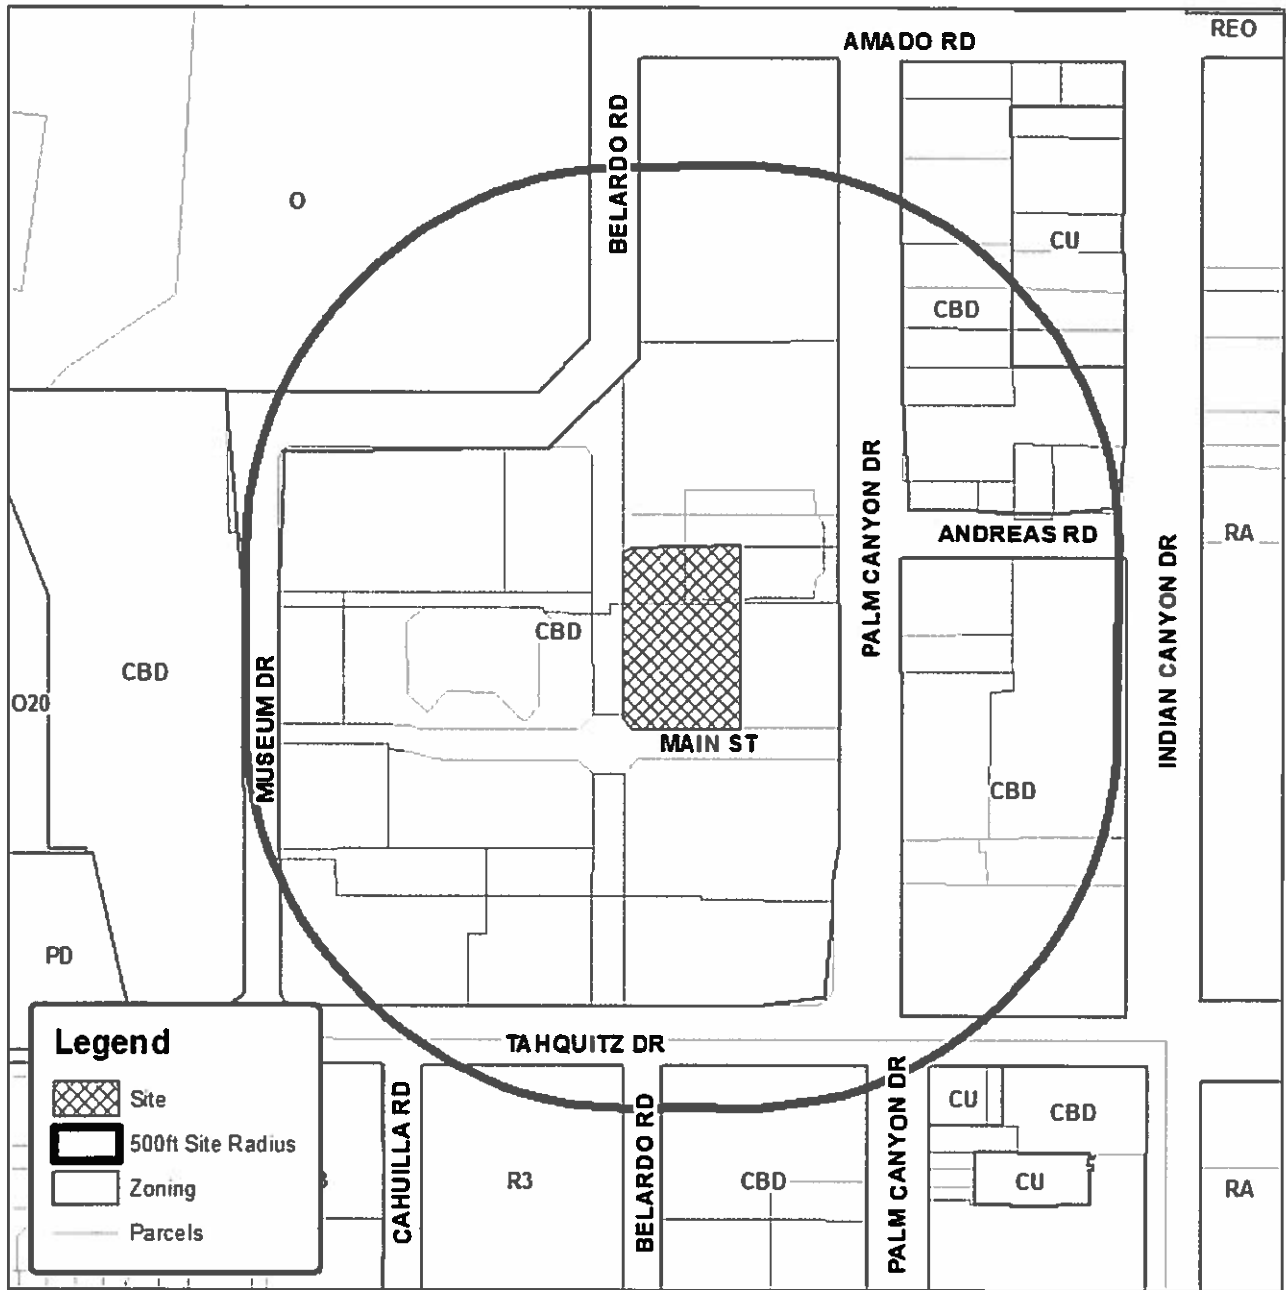 REO
AMADO RD
BELARDO RD
O
CU
CBD
PALM CANYON DR
ANDREAS RD
RA
INDIAN CANYON DR
CBD
CBD
O20
MUSEUM DR
MAIN ST
CBD
PD
TAHQUITZ DR
Legend
Site
500ft Site Radius
Zoning
Parcels
CAHUILLA RD
R3
BELARDO RD
CBD
PALM CANYON DR
CU
CBD
CU
RA